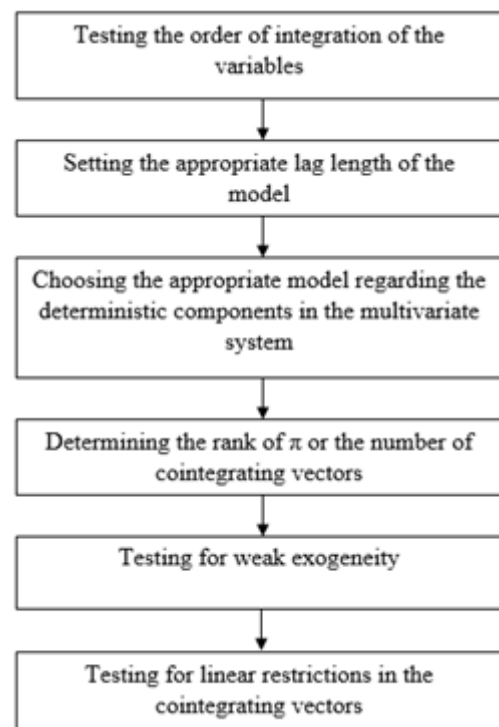 Testing the order of integration of the
variables
Setting the appropriate lag length of the
model
Choosing the appropriate model regarding the
deterministic components in the multivariate
system
Determining the rank of π or the number of
cointegrating vectors
Testing for weak exogeneity
Testing for linear restrictions in the
cointegrating vectors